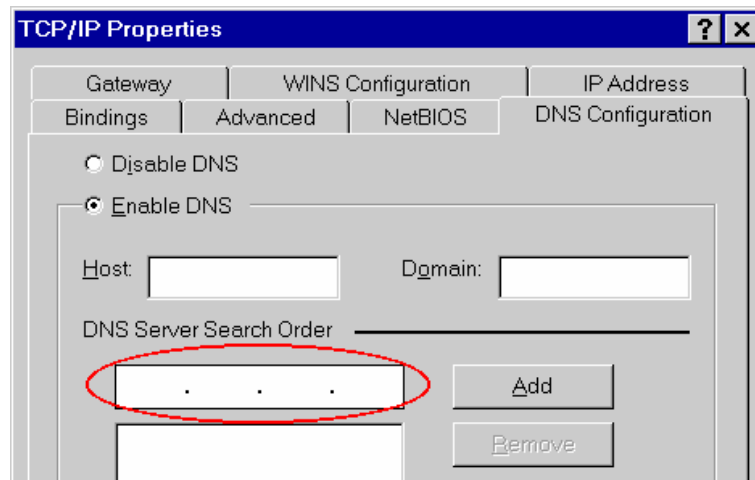 TCP/IP Properties ? ×
Gateway WINS Configuration IP Address
Bindings Advanced NetBIOS DNS Configuration
Disable DNS
Enable DNS
Host: Domain:
DNS Server Search Order
. . . Add
Remove